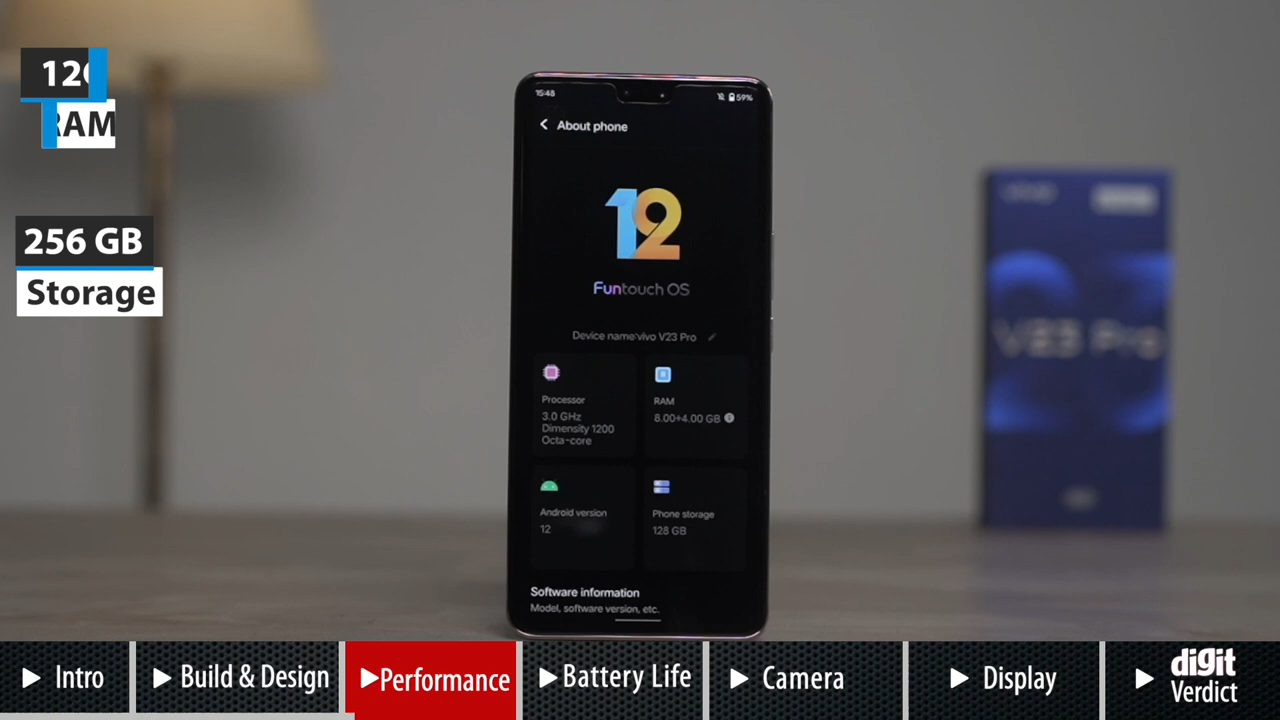 12
RAM
256 GB
Storage
15:48
59%
About phone
12
Funtouch OS
Device name:vivo V23 Pro
Processor
3.0 GHz
Dimensity 1200
Octa-core
RAM
8.00+4.00 GB
Android version
12
Phone storage
128 GB
Software information
Model, software version, etc.
V23 Pro
Intro
Build & Design
Performance
Battery Life
Camera
Display
digit
Verdict